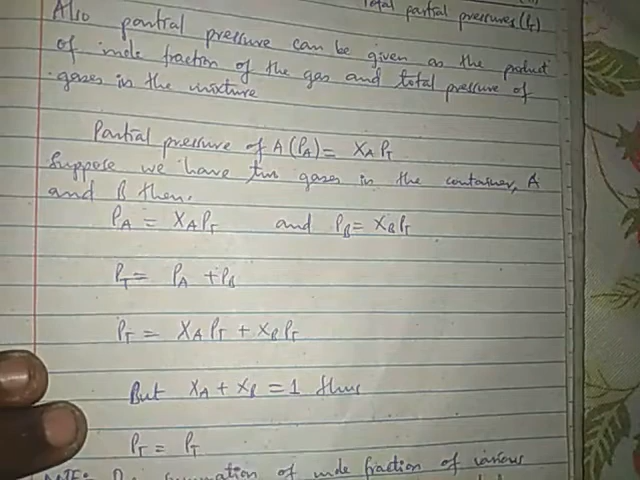 Total partial pressures (PT)
Also partial pressure can be given as the product
of mole fraction of the gas and total pressure of
gases in the mixture
Partial pressure of A (PA) = XA PT
Suppose we have two gases in the container, A
and B then.
PA = XA PT and PB = XB PT
PT = PA + PB
PT = XA PT + XB PT
But XA + XB = 1 thus
PT = PT
summation of mole fraction of various